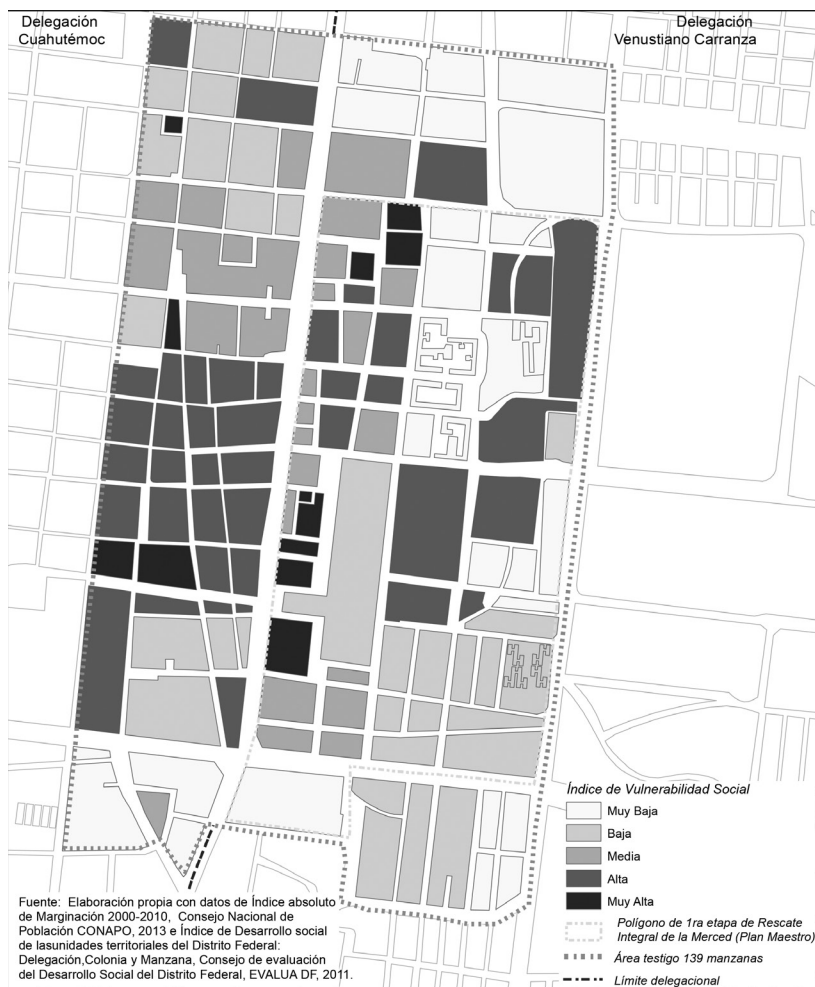 Delegación
Cuahutémoc
Delegación
Venustiano Carranza
Índice de Vulnerabilidad Social
Muy Baja
Baja
Media
Alta
Muy Alta
Polígono de 1ra etapa de Rescate
Integral de la Merced (Plan Maestro)
Área testigo 139 manzanas
Límite delegacional
Fuente: Elaboración propia con datos de Índice absoluto
de Marginación 2000-2010, Consejo Nacional de
Población CONAPO, 2013 e Índice de Desarrollo social
de lasunidades territoriales del Distrito Federal:
Delegación,Colonia y Manzana, Consejo de evaluación
del Desarrollo Social del Distrito Federal, EVALUA DF, 2011.